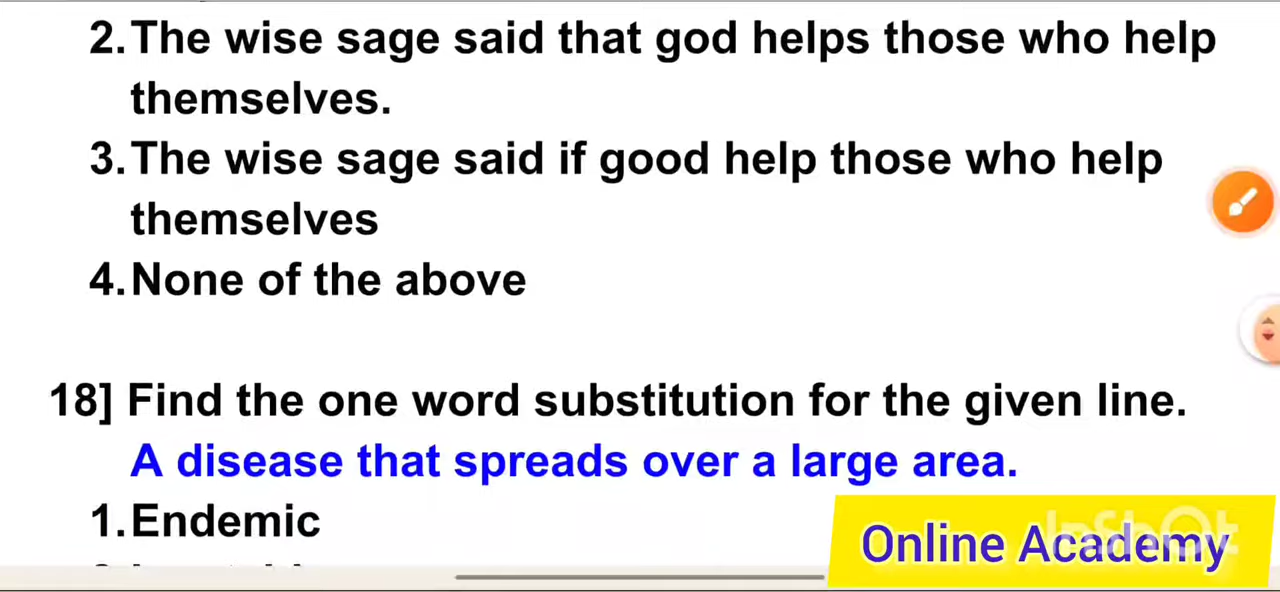 2.The wise sage said that god helps those who help
themselves.
3.The wise sage said if good help those who help
themselves
4.None of the above
18] Find the one word substitution for the given line.
A disease that spreads over a large area.
1.Endemic
Online Academy
InShOt